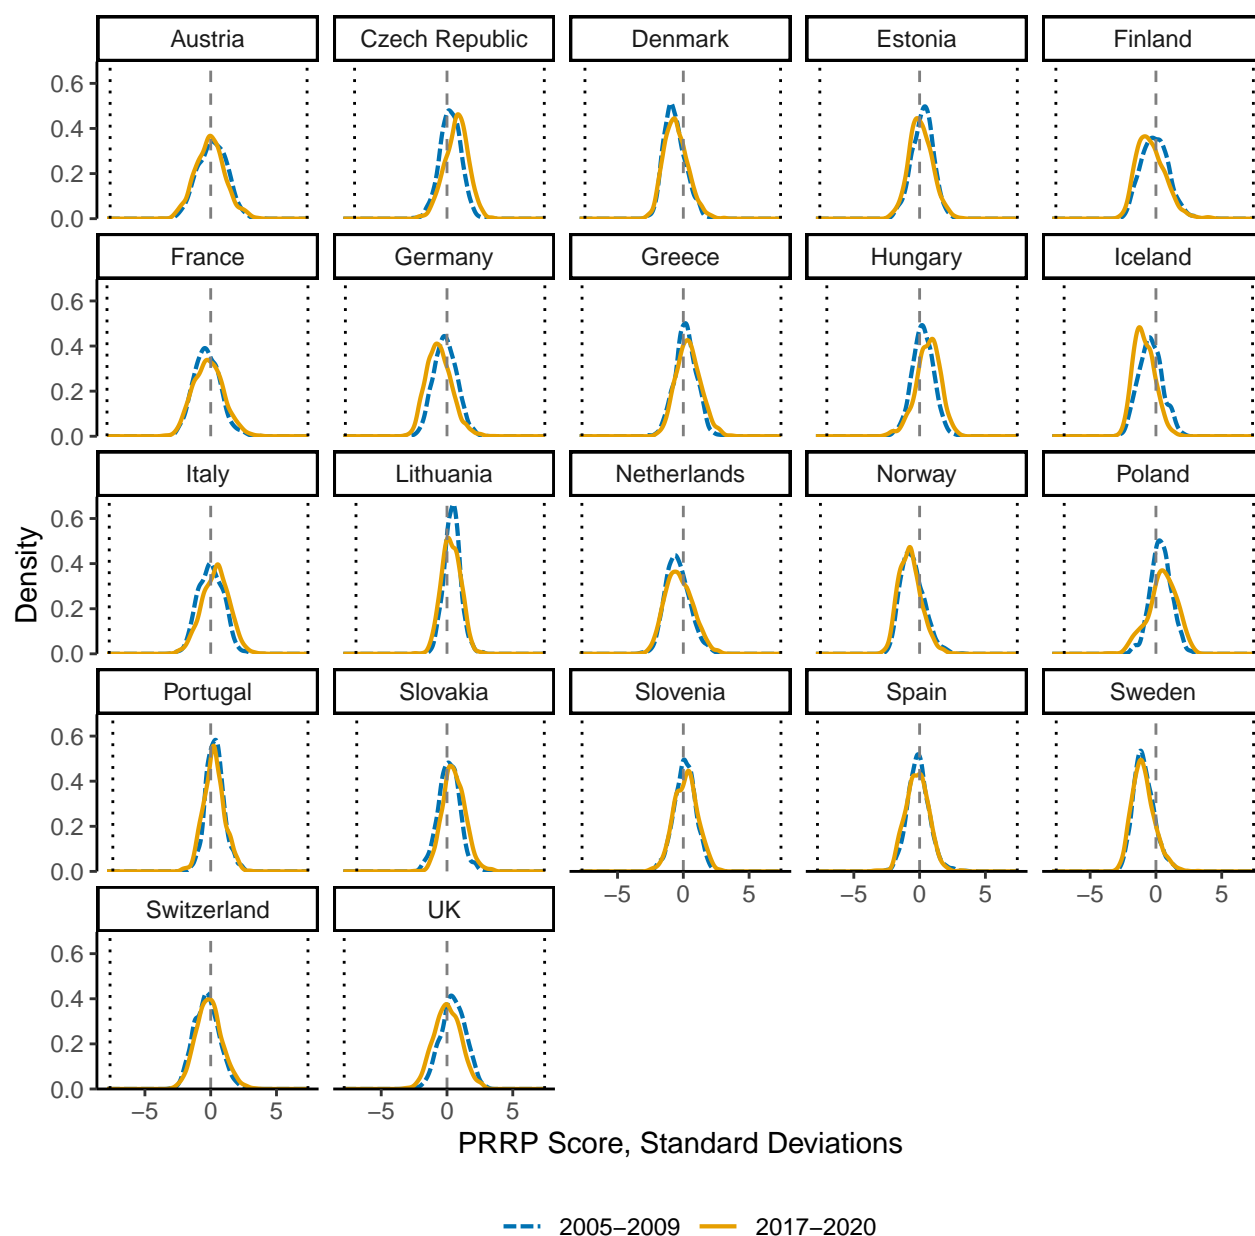 Austria Czech Republic Denmark Estonia Finland
0.6
0.4
0.2
0.0
France Germany Greece Hungary Iceland
0.6
0.4
0.2
0.0
Italy Lithuania Netherlands Norway Poland
0.6
0.4
0.2
0.0
Density
Portugal Slovakia Slovenia Spain Sweden
0.6
0.4
0.2
0.0
−5 0 5 −5 0 5 −5 0 5
Switzerland UK
0.6
0.4
0.2
0.0
−5 0 5 −5 0 5
PRRP Score, Standard Deviations
2005−2009 2017−2020